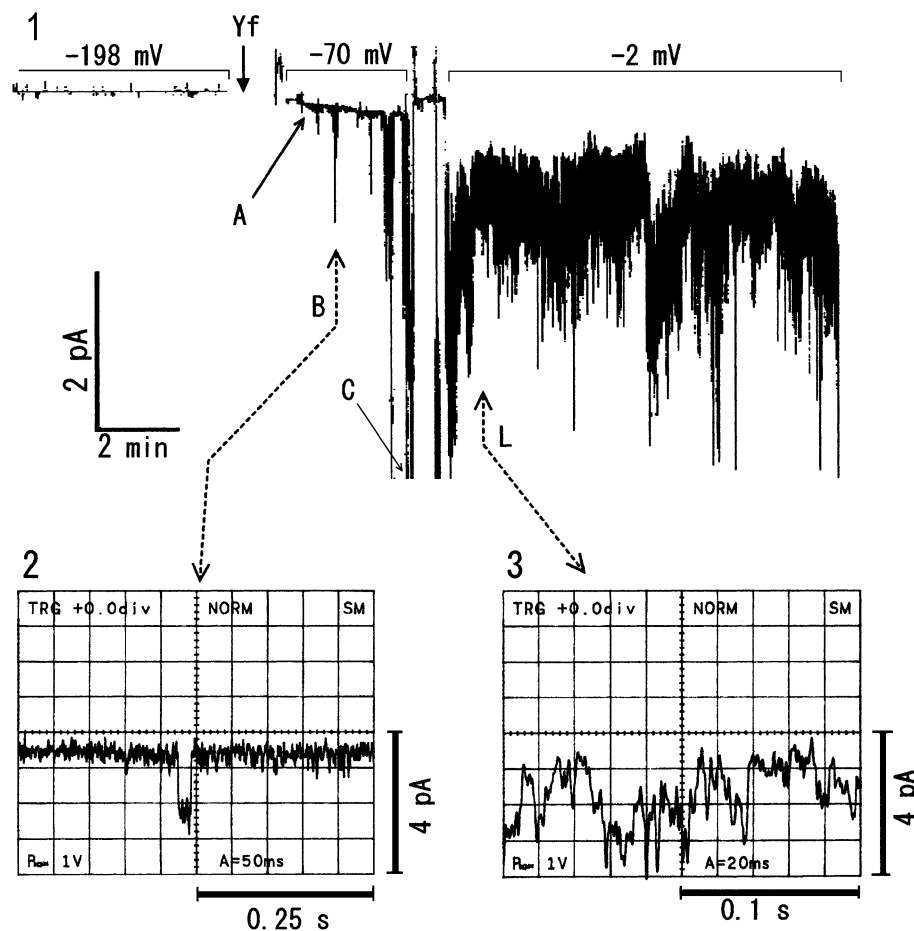 1
Yf
-198 mV
-70 mV
-2 mV
A
B
C
L
2 pA
2 min
2
TRG +0.0div NORM SM
4 pA
1V A=50ms
0.25 s
3
TRG +0.0div NORM SM
4 pA
1V A=20ms
0.1 s